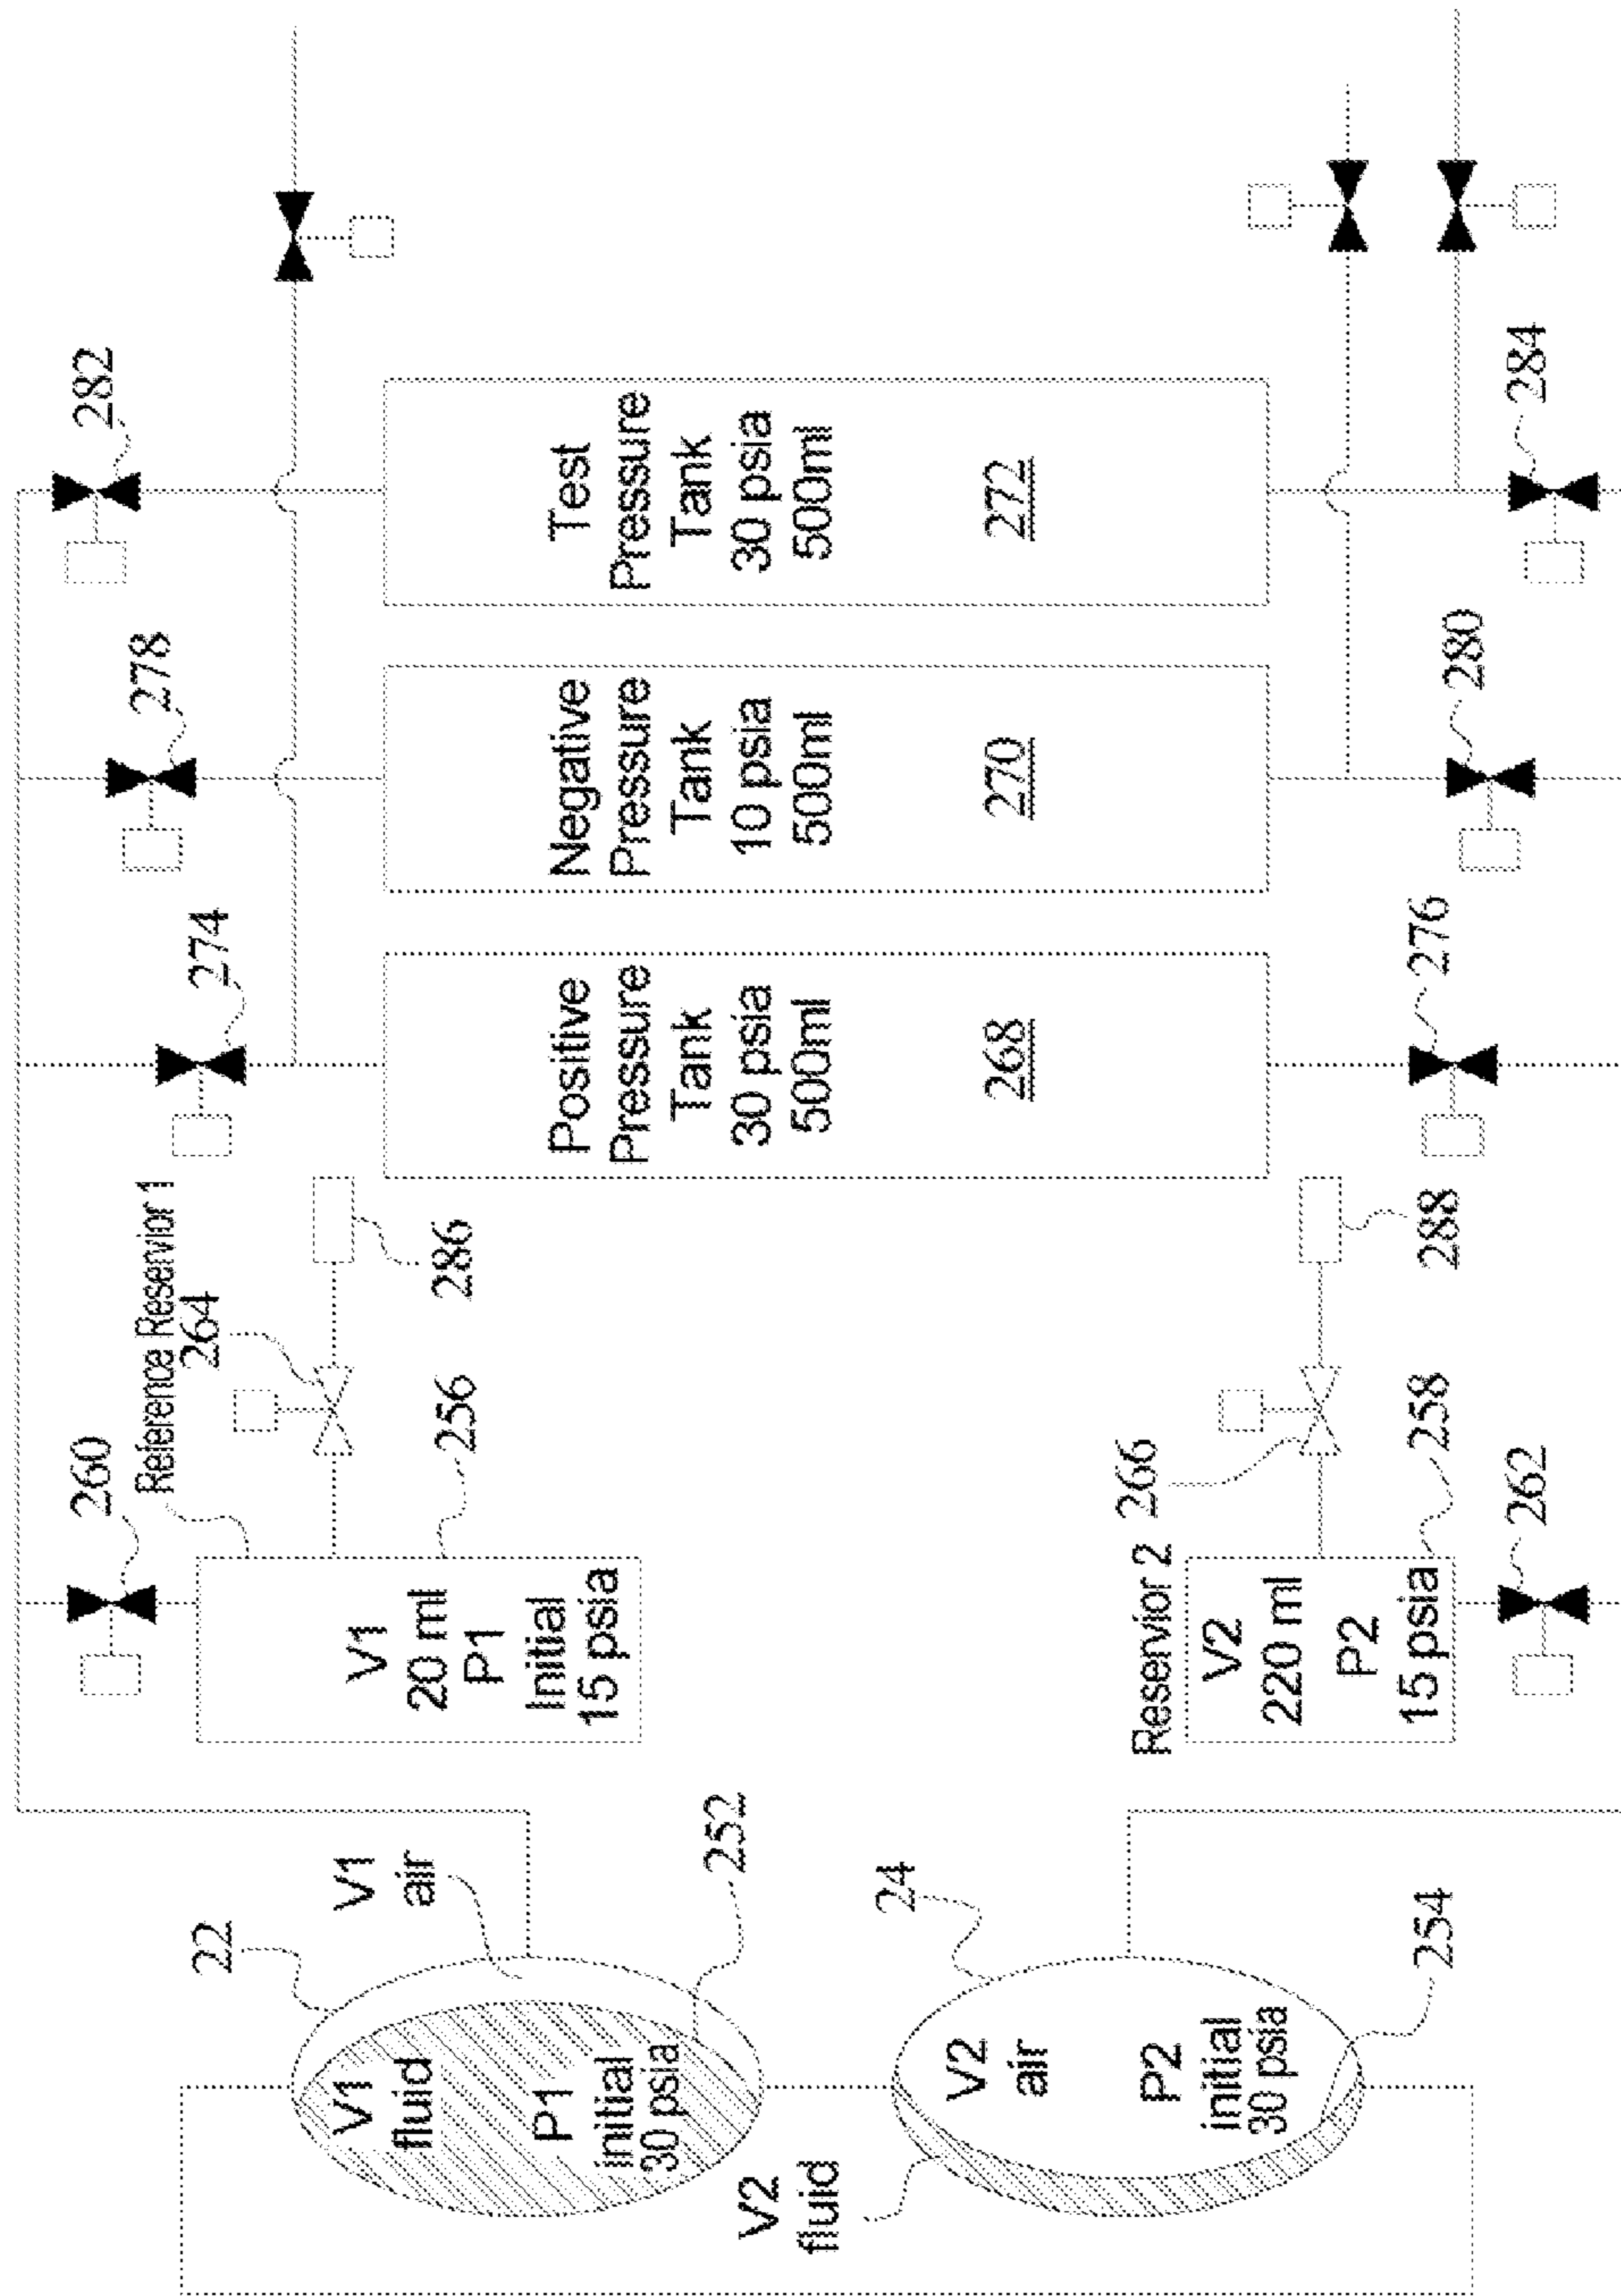 22
V1
fluid
P1
initial
30 psia
V1
air
252
V2
fluid
24
V2
air
P2
initial
30 psia
254
260
Reference Reservior 1
264
V1
20 ml
P1
Initial
15 psia
256
286
Reservior 2
266
V2
220 ml
P2
15 psia
258
288
262
274
Positive
Pressure
Tank
30 psia
500ml
268
276
278
Negative
Pressure
Tank
10 psia
500ml
270
280
282
Test
Pressure
Tank
30 psia
500ml
272
284